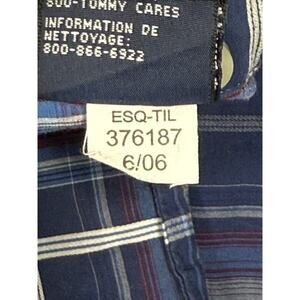 800-TOMMY CARES
INFORMATION DE
NETTOYAGE:
800-866-6922
ESQ-TIL
376187
6/06